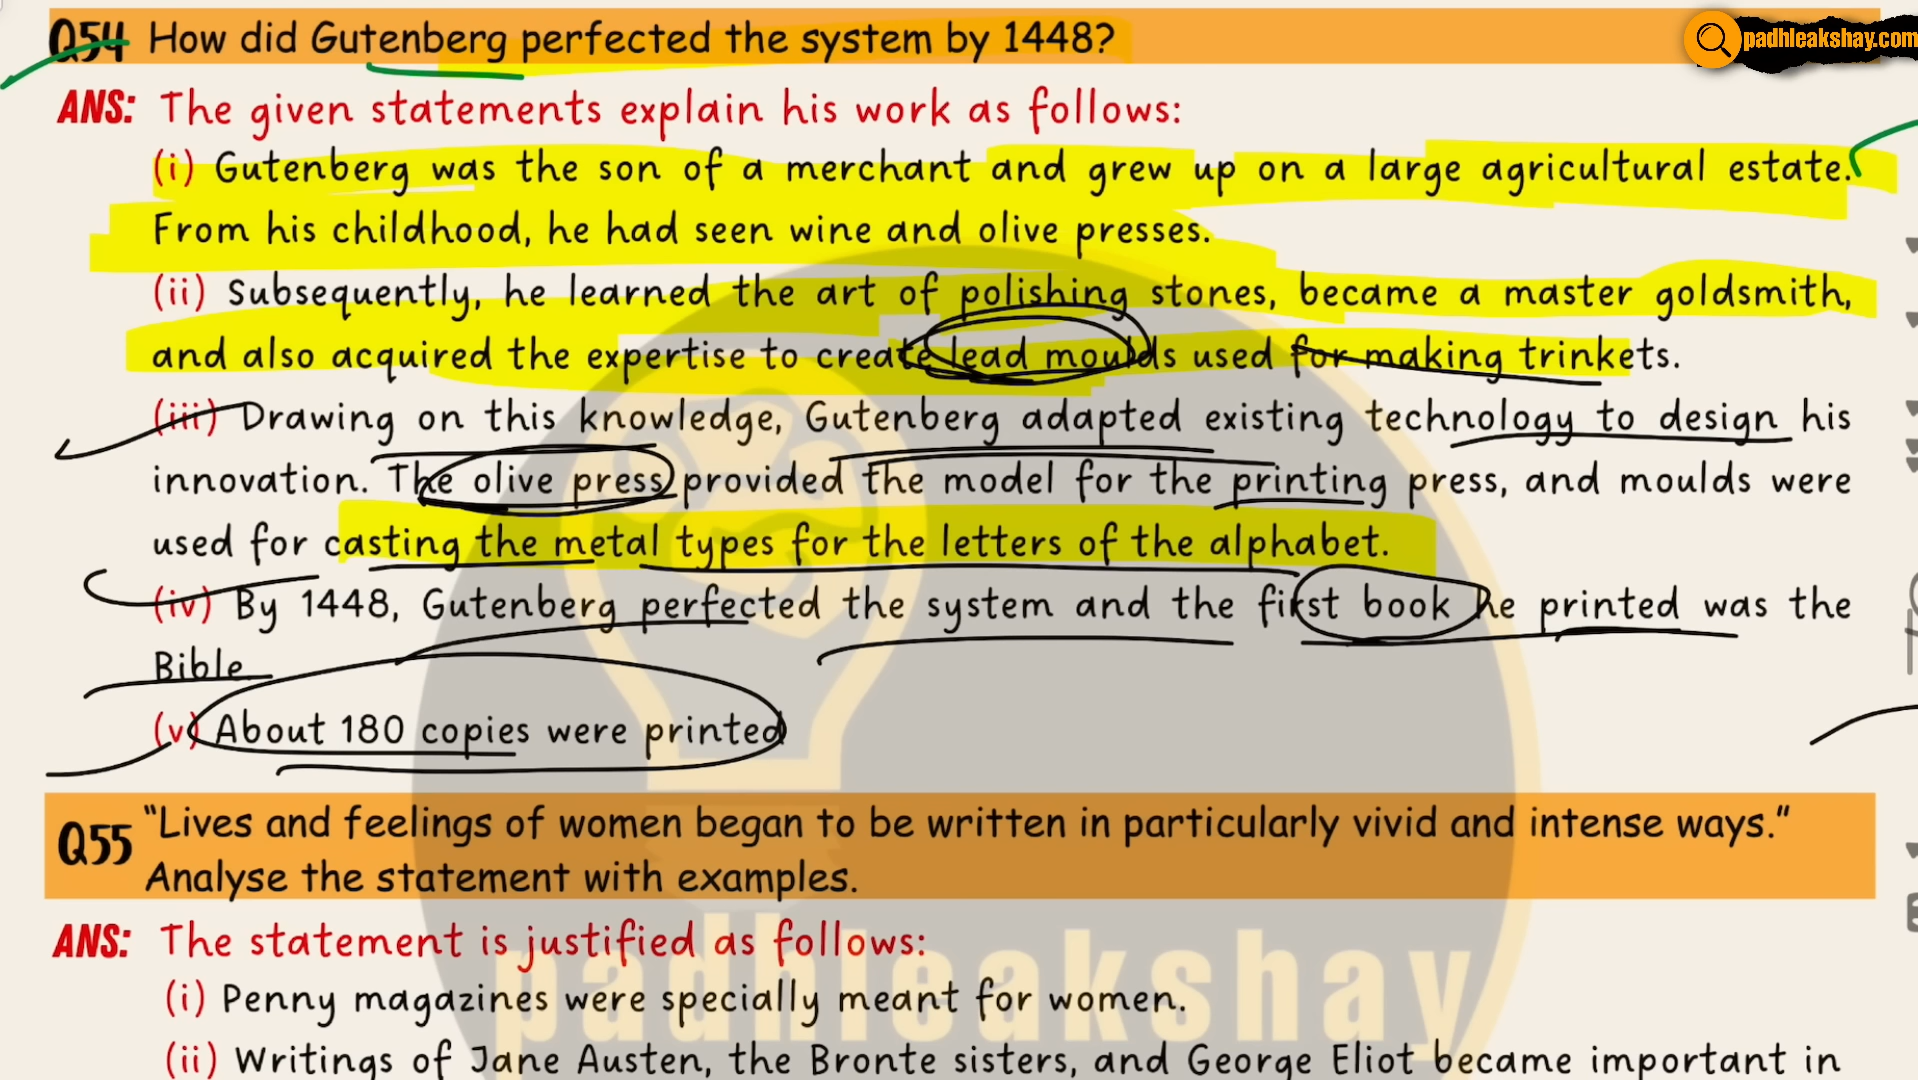 Q54 How did Gutenberg perfected the system by 1448?
padhleakshay.com
ANS: The given statements explain his work as follows:
(i) Gutenberg was the son of a merchant and grew up on a large agricultural estate.
From his childhood, he had seen wine and olive presses.
(ii) Subsequently, he learned the art of polishing stones, became a master goldsmith,
and also acquired the expertise to create lead moulds used for making trinkets.
(iii) Drawing on this knowledge, Gutenberg adapted existing technology to design his
innovation. The olive press provided the model for the printing press, and moulds were
used for casting the metal types for the letters of the alphabet.
(iv) By 1448, Gutenberg perfected the system and the first book he printed was the
Bible
(v) About 180 copies were printed
Q55 "Lives and feelings of women began to be written in particularly vivid and intense ways."
Analyse the statement with examples.
ANS: The statement is justified as follows:
(i) Penny magazines were specially meant for women.
padhleakshay
(ii) Writings of Jane Austen, the Bronte sisters, and George Eliot became important in